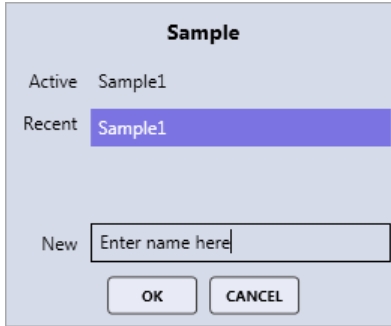 Sample
Active Sample1
Recent Sample1
New Enter name here
OK CANCEL